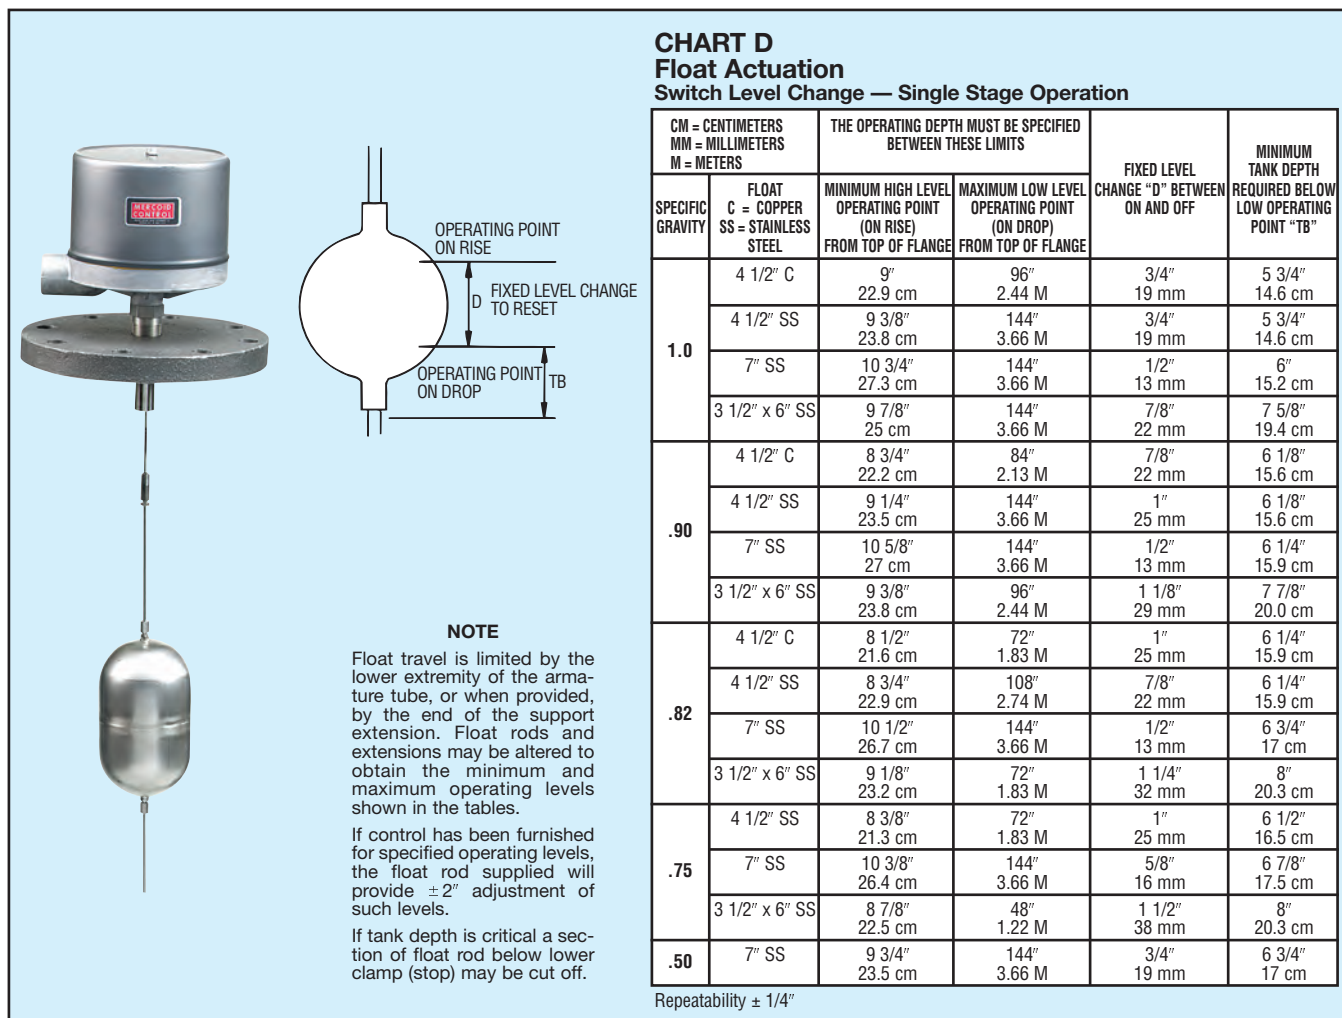 CHART D
Float Actuation
Switch Level Change — Single Stage Operation
CM = CENTIMETERS
MM = MILLIMETERS
M = METERS
THE OPERATING DEPTH MUST BE SPECIFIED
BETWEEN THESE LIMITS
FIXED LEVEL
CHANGE “D” BETWEEN
ON AND OFF
MINIMUM
TANK DEPTH
REQUIRED BELOW
LOW OPERATING
POINT “TB”
SPECIFIC
GRAVITY
FLOAT
C = COPPER
SS = STAINLESS
STEEL
MINIMUM HIGH LEVEL
OPERATING POINT
(ON RISE)
FROM TOP OF FLANGE
MAXIMUM LOW LEVEL
OPERATING POINT
(ON DROP)
FROM TOP OF FLANGE
1.0
4 1/2″ C 9″ 96″ 3/4″ 5 3/4″
22.9 cm 2.44 M 19 mm 14.6 cm
4 1/2″ SS 9 3/8″ 144″ 3/4″ 5 3/4″
23.8 cm 3.66 M 19 mm 14.6 cm
7″ SS 10 3/4″ 144″ 1/2″ 6″
27.3 cm 3.66 M 13 mm 15.2 cm
3 1/2″ x 6″ SS 9 7/8″ 144″ 7/8″ 7 5/8″
25 cm 3.66 M 22 mm 19.4 cm
.90
4 1/2″ C 8 3/4″ 84″ 7/8″ 6 1/8″
22.2 cm 2.13 M 22 mm 15.6 cm
4 1/2″ SS 9 1/4″ 144″ 1″ 6 1/8″
23.5 cm 3.66 M 25 mm 15.6 cm
7″ SS 10 5/8″ 144″ 1/2″ 6 1/4″
27 cm 3.66 M 13 mm 15.9 cm
3 1/2″ x 6″ SS 9 3/8″ 96″ 1 1/8″ 7 7/8″
23.8 cm 2.44 M 29 mm 20.0 cm
.82
4 1/2″ C 8 1/2″ 72″ 1″ 6 1/4″
21.6 cm 1.83 M 25 mm 15.9 cm
4 1/2″ SS 8 3/4″ 108″ 7/8″ 6 1/4″
22.9 cm 2.74 M 22 mm 15.9 cm
7″ SS 10 1/2″ 144″ 1/2″ 6 3/4″
26.7 cm 3.66 M 13 mm 17 cm
3 1/2″ x 6″ SS 9 1/8″ 72″ 1 1/4″ 8″
23.2 cm 1.83 M 32 mm 20.3 cm
.75
4 1/2″ SS 8 3/8″ 72″ 1″ 6 1/2″
21.3 cm 1.83 M 25 mm 16.5 cm
7″ SS 10 3/8″ 144″ 5/8″ 6 7/8″
26.4 cm 3.66 M 16 mm 17.5 cm
3 1/2″ x 6″ SS 8 7/8″ 48″ 1 1/2″ 8″
22.5 cm 1.22 M 38 mm 20.3 cm
.50
7″ SS 9 3/4″ 144″ 3/4″ 6 3/4″
23.5 cm 3.66 M 19 mm 17 cm
Repeatability ± 1/4″
MERCOID
CONTROL
OPERATING POINT
ON RISE
D
FIXED LEVEL CHANGE
TO RESET
OPERATING POINT
ON DROP
TB
NOTE
Float travel is limited by the
lower extremity of the arma-
ture tube, or when provided,
by the end of the support
extension. Float rods and
extensions may be altered to
obtain the minimum and
maximum operating levels
shown in the tables.
If control has been furnished
for specified operating levels,
the float rod supplied will
provide ±2″ adjustment of
such levels.
If tank depth is critical a sec-
tion of float rod below lower
clamp (stop) may be cut off.